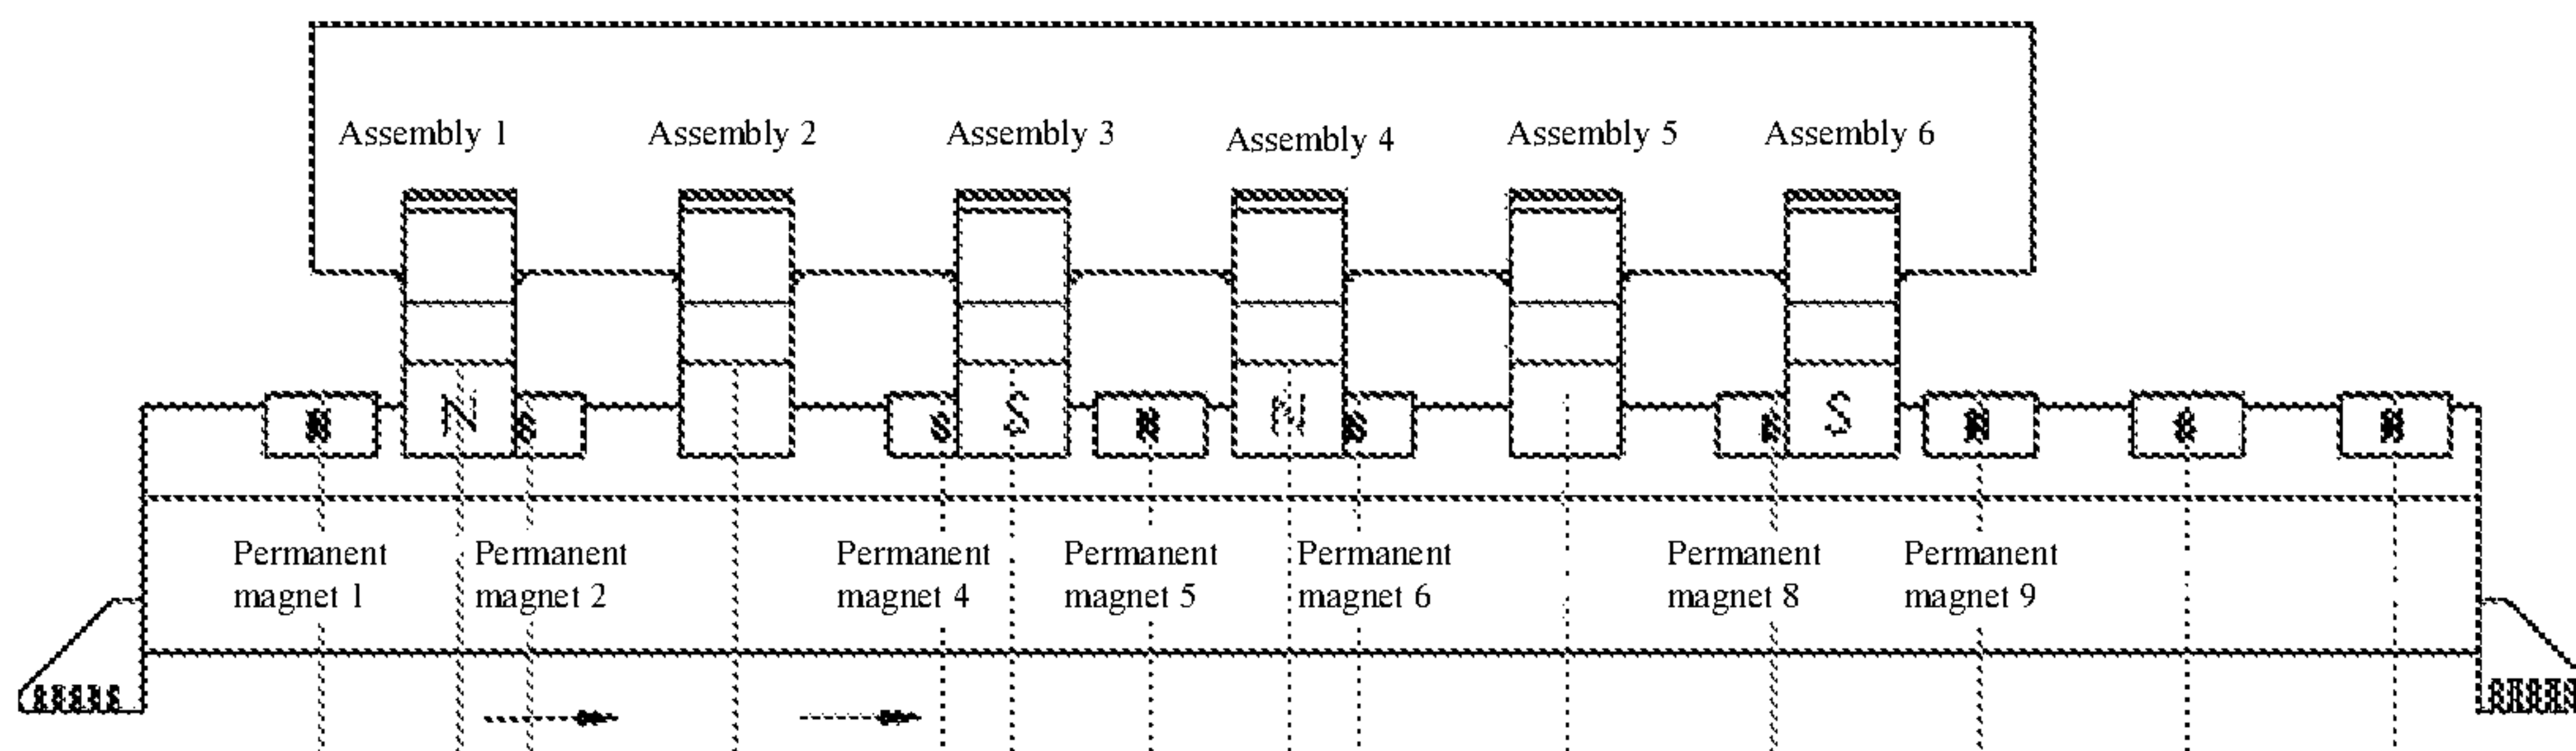 Assembly 1
Assembly 2
Assembly 3
Assembly 4
Assembly 5
Assembly 6
N
N
S
S
S
N
N
S
S
N
N
Permanent
magnet 1
Permanent
magnet 2
Permanent
magnet 4
Permanent
magnet 5
Permanent
magnet 6
Permanent
magnet 8
Permanent
magnet 9